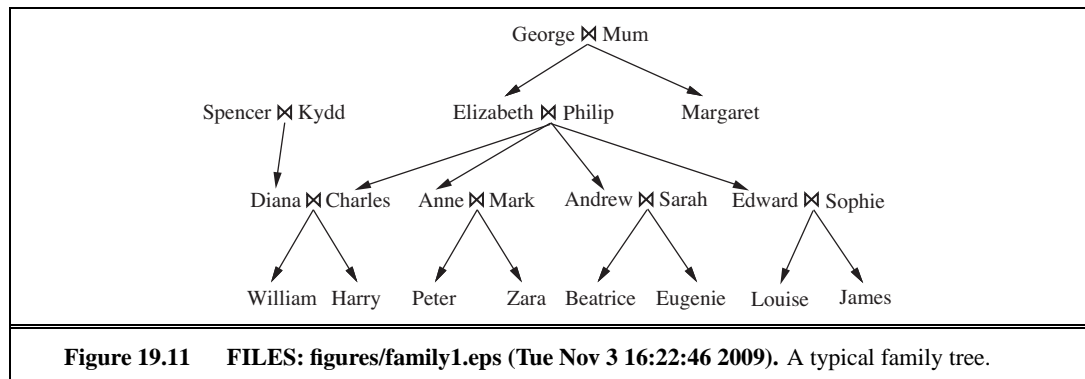 George ⋈ Mum
Spencer ⋈ Kydd Elizabeth ⋈ Philip Margaret
Diana ⋈ Charles Anne ⋈ Mark Andrew ⋈ Sarah Edward ⋈ Sophie
William Harry Peter Zara Beatrice Eugenie Louise James
Figure 19.11 FILES: figures/family1.eps (Tue Nov 3 16:22:46 2009). A typical family tree.